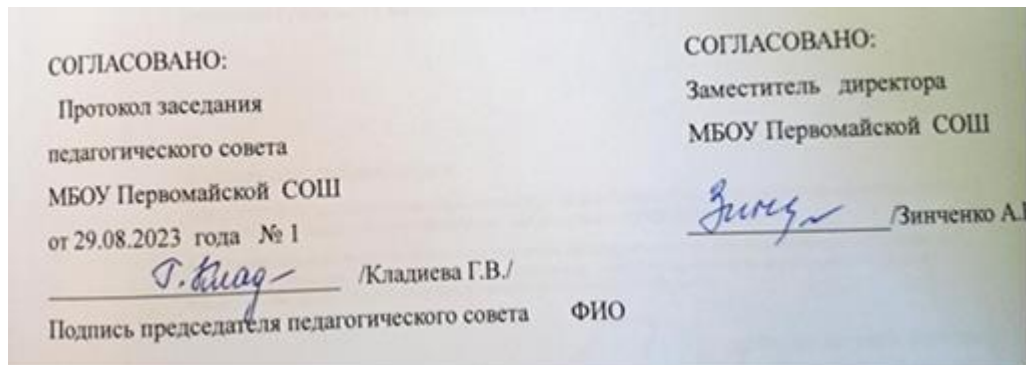 СОГЛАСОВАНО:
Протокол заседания
педагогического совета
МБОУ Первомайской СОШ
от 29.08.2023 года № 1
Г. Клад /Кладиева Г.В./
Подпись председателя педагогического совета ФИО
СОГЛАСОВАНО:
Заместитель директора
МБОУ Первомайской СОШ
/Зинченко А.